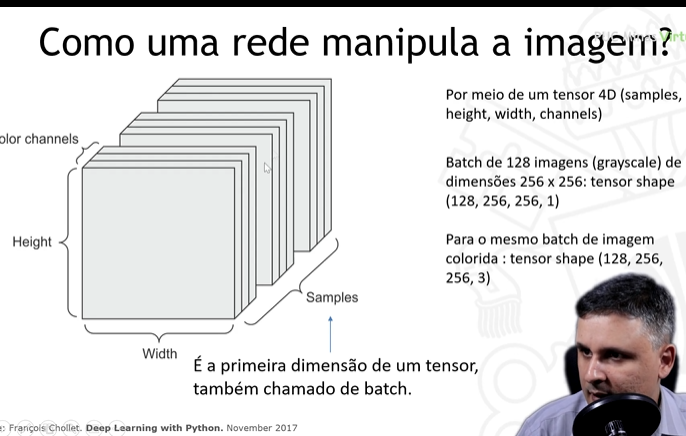 Como uma rede manipula a imagem?
Por meio de um tensor 4D (samples,
height, width, channels)
olor channels
Batch de 128 imagens (grayscale) de
dimensões 256 x 256: tensor shape
(128, 256, 256, 1)
Height
Para o mesmo batch de imagem
colorida : tensor shape (128, 256,
256, 3)
Samples
Width
É a primeira dimensão de um tensor,
também chamado de batch.
e: François Chollet. Deep Learning with Python. November 2017